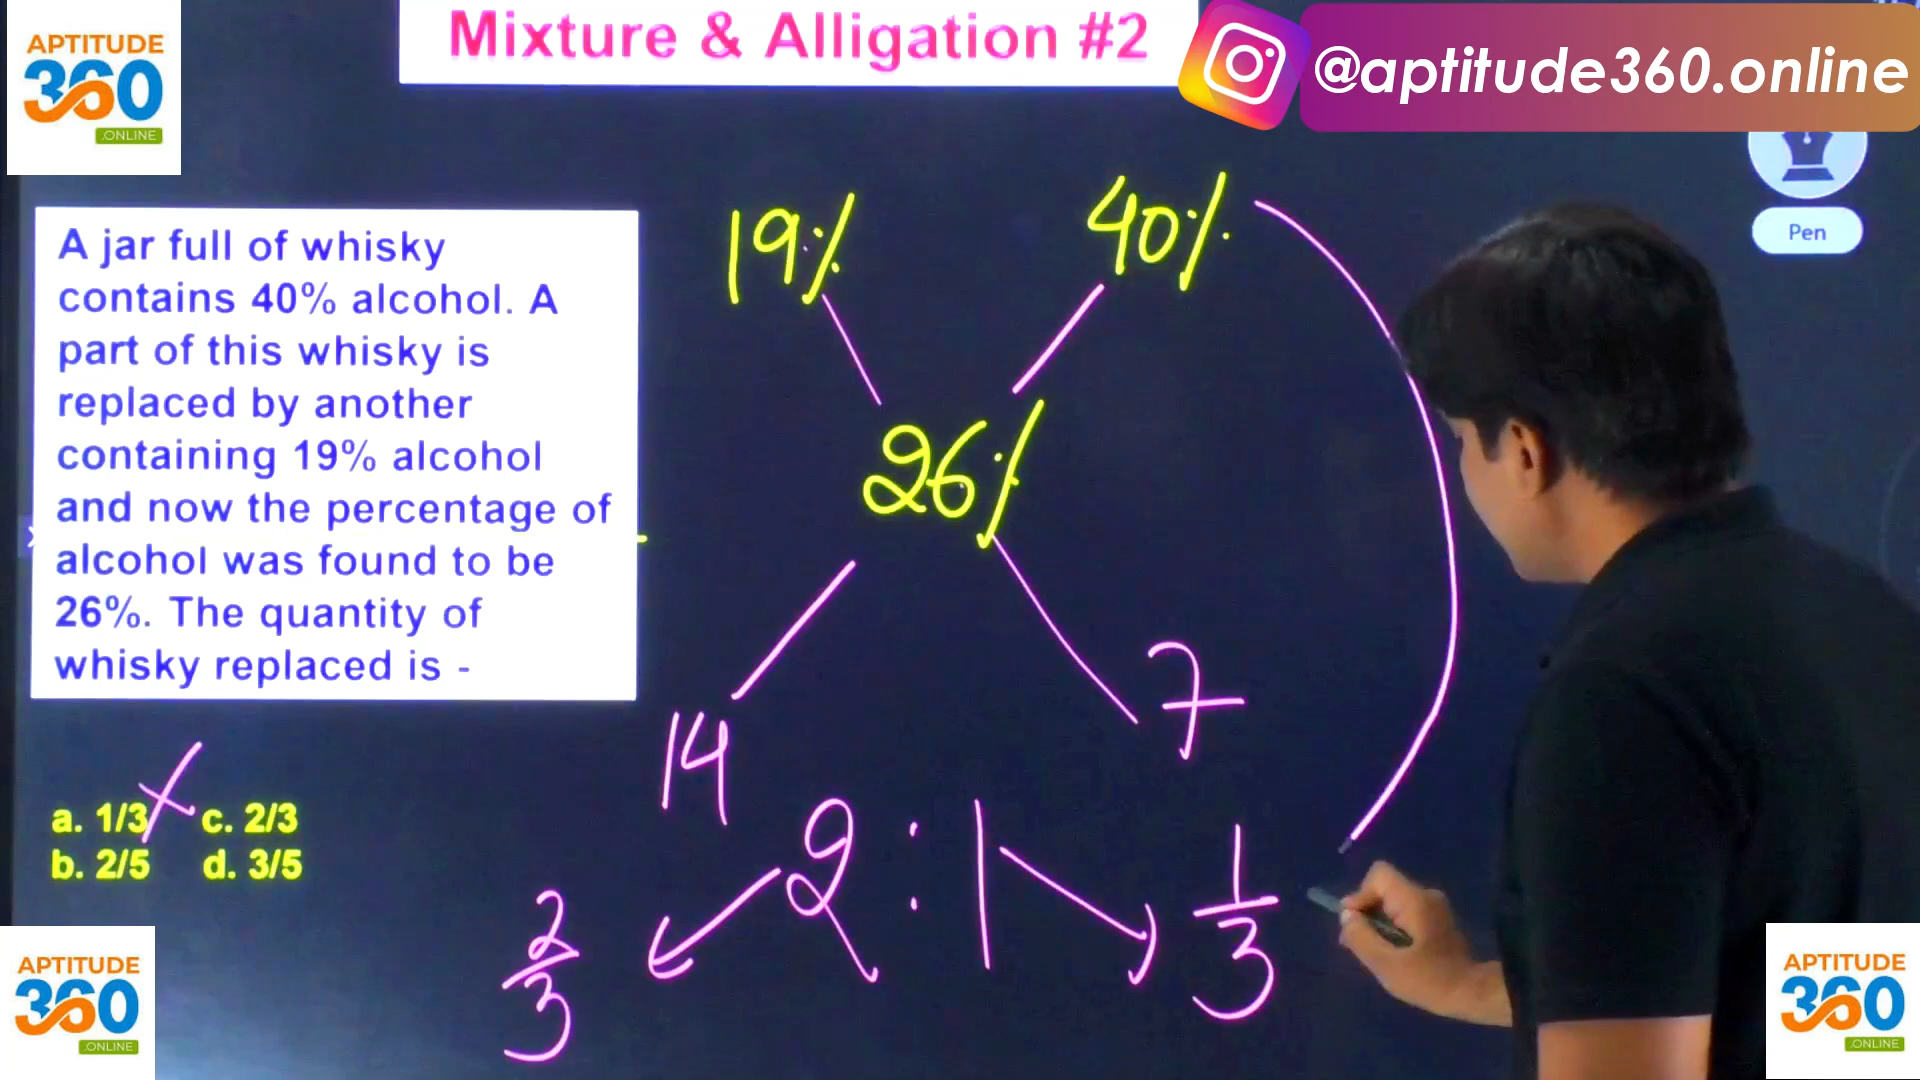 Mixture & Alligation #2
@aptitude360.online
APTITUDE
360
.ONLINE
Pen
A jar full of whisky
contains 40% alcohol. A
part of this whisky is
replaced by another
containing 19% alcohol
and now the percentage of
alcohol was found to be
26%. The quantity of
whisky replaced is -
19% 40%
26%
14 7
2 : 1
2/3 1/3
a. 1/3 c. 2/3
b. 2/5 d. 3/5
APTITUDE
360
.ONLINE
APTITUDE
360
.ONLINE